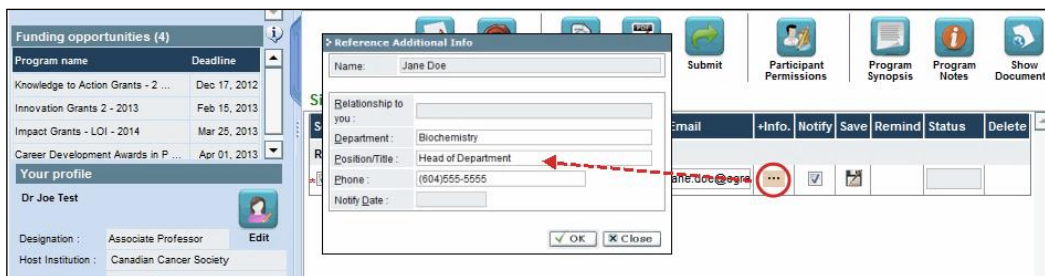 Funding opportunities (4)
Program name Deadline
Knowledge to Action Grants - 2 ... Dec 17, 2012
Innovation Grants 2 - 2013 Feb 15, 2013
Impact Grants - LOI - 2014 Mar 25, 2013
Career Development Awards in P ... Apr 01, 2013
Your profile
Dr Joe Test
Edit
Designation : Associate Professor
Host Institution : Canadian Cancer Society
Reference Additional Info
Name: Jane Doe
Relationship to
you :
Department : Biochemistry
Position/Title : Head of Department
Phone : (604)555-5555
Notify Date :
OK Close
PDF
Submit
Participant
Permissions
Program
Synopsis
Program
Notes
Show
Document
Si
S
Email +Info. Notify Save Remind Status Delete
R
* ane.doe@ ...